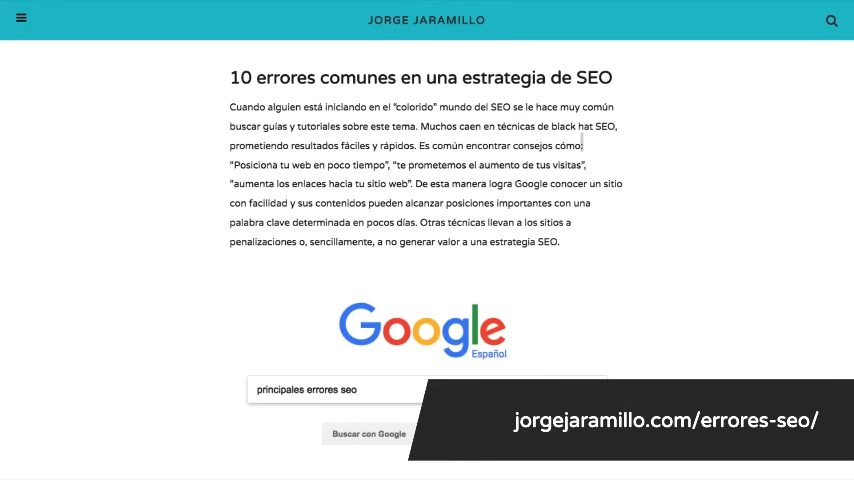 JORGE JARAMILLO
10 errores comunes en una estrategia de SEO
Cuando alguien está iniciando en el “colorido” mundo del SEO se le hace muy común
buscar guías y tutoriales sobre este tema. Muchos caen en técnicas de black hat SEO,
prometiendo resultados fáciles y rápidos. Es común encontrar consejos cómo:
“Posiciona tu web en poco tiempo”, “te prometemos el aumento de tus visitas”,
“aumenta los enlaces hacia tu sitio web”. De esta manera logra Google conocer un sitio
con facilidad y sus contenidos pueden alcanzar posiciones importantes con una
palabra clave determinada en pocos días. Otras técnicas llevan a los sitios a
penalizaciones o, sencillamente, a no generar valor a una estrategia SEO.
Google
Español
principales errores seo
Buscar con Google
jorgejaramillo.com/errores-seo/